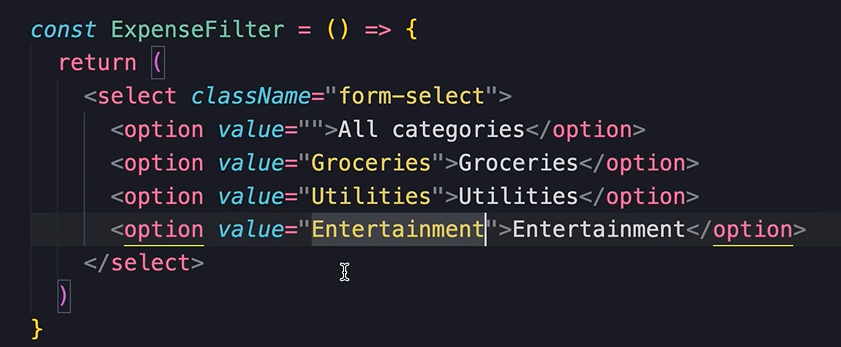 const ExpenseFilter = () => {
return (
<select className="form-select">
<option value="">All categories</option>
<option value="Groceries">Groceries</option>
<option value="Utilities">Utilities</option>
<option value="Entertainment">Entertainment</option>
</select>
)
}